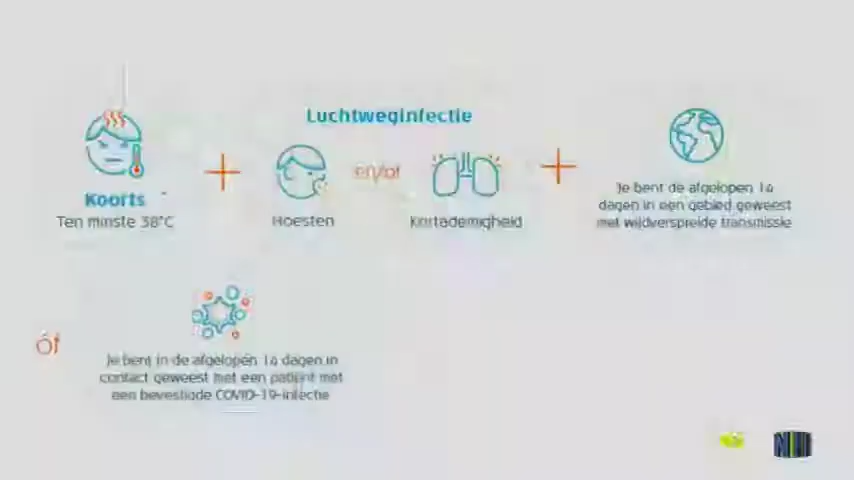 Luchtweginfectie
Koorts
Ten minste 38°C
en/of
Hoesten
Kortademigheid
Je bent de afgelopen 14
dagen in een gebied geweest
met wijdverspreide transmissie
Óf
Je bent in de afgelopen 14 dagen in
contact geweest met een patiënt met
een bevestigde COVID-19-infectie